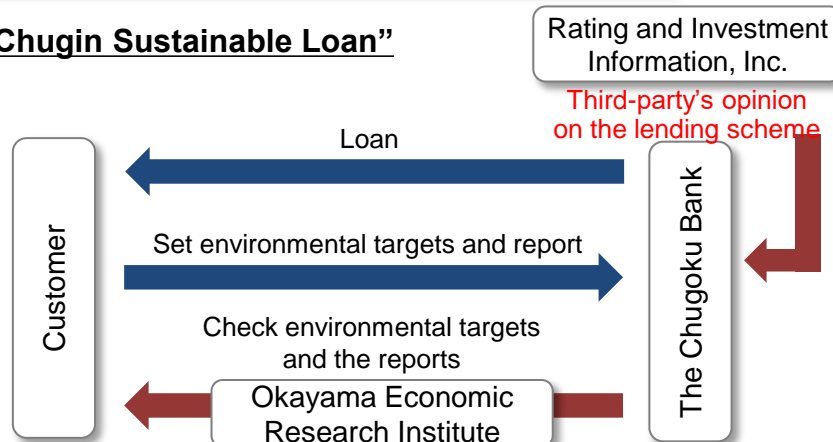 Chugin Sustainable Loan”
Rating and Investment
Information, Inc.
Third-party’s opinion
on the lending scheme
Loan
Customer
The Chugoku Bank
Set environmental targets and report
Check environmental targets
and the reports
Okayama Economic
Research Institute